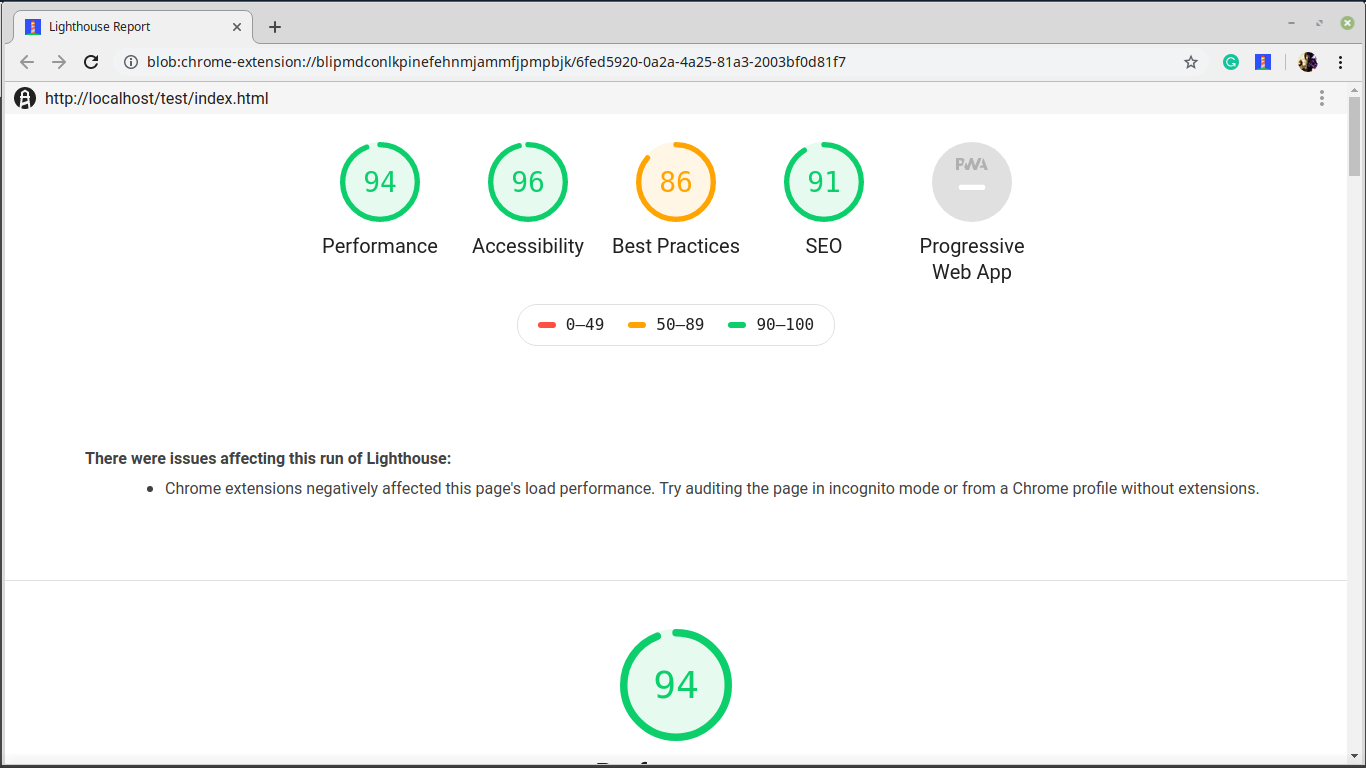 Lighthouse Report
blob:chrome-extension://blipmdconlkpinefehnmjammfjpmpbjk/6fed5920-0a2a-4a25-81a3-2003bf0d81f7
http://localhost/test/index.html
94 96 86 91 PWA
Performance Accessibility Best Practices SEO Progressive
Web App
0–49 50–89 90–100
There were issues affecting this run of Lighthouse:
Chrome extensions negatively affected this page's load performance. Try auditing the page in incognito mode or from a Chrome profile without extensions.
94